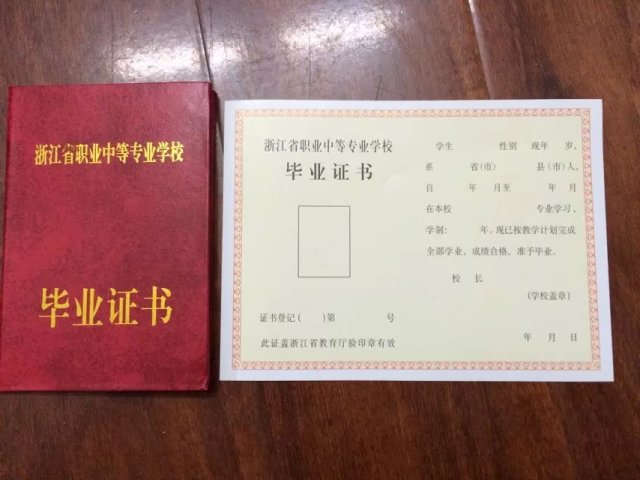 浙江省职业中等专业学校
毕业证书
浙江省职业中等专业学校
毕业证书
证书登记( )第 号
此证盖浙江省教育厅验印章有效
学生 性别 现年 岁、
系 省(市) 县(市)人,
自 年 月至 年 月
在本校 专业学习、
学制: 年。现已按教学计划完成
全部学业,成绩合格,准予毕业。
校 长
(学校盖章)
年 月 日